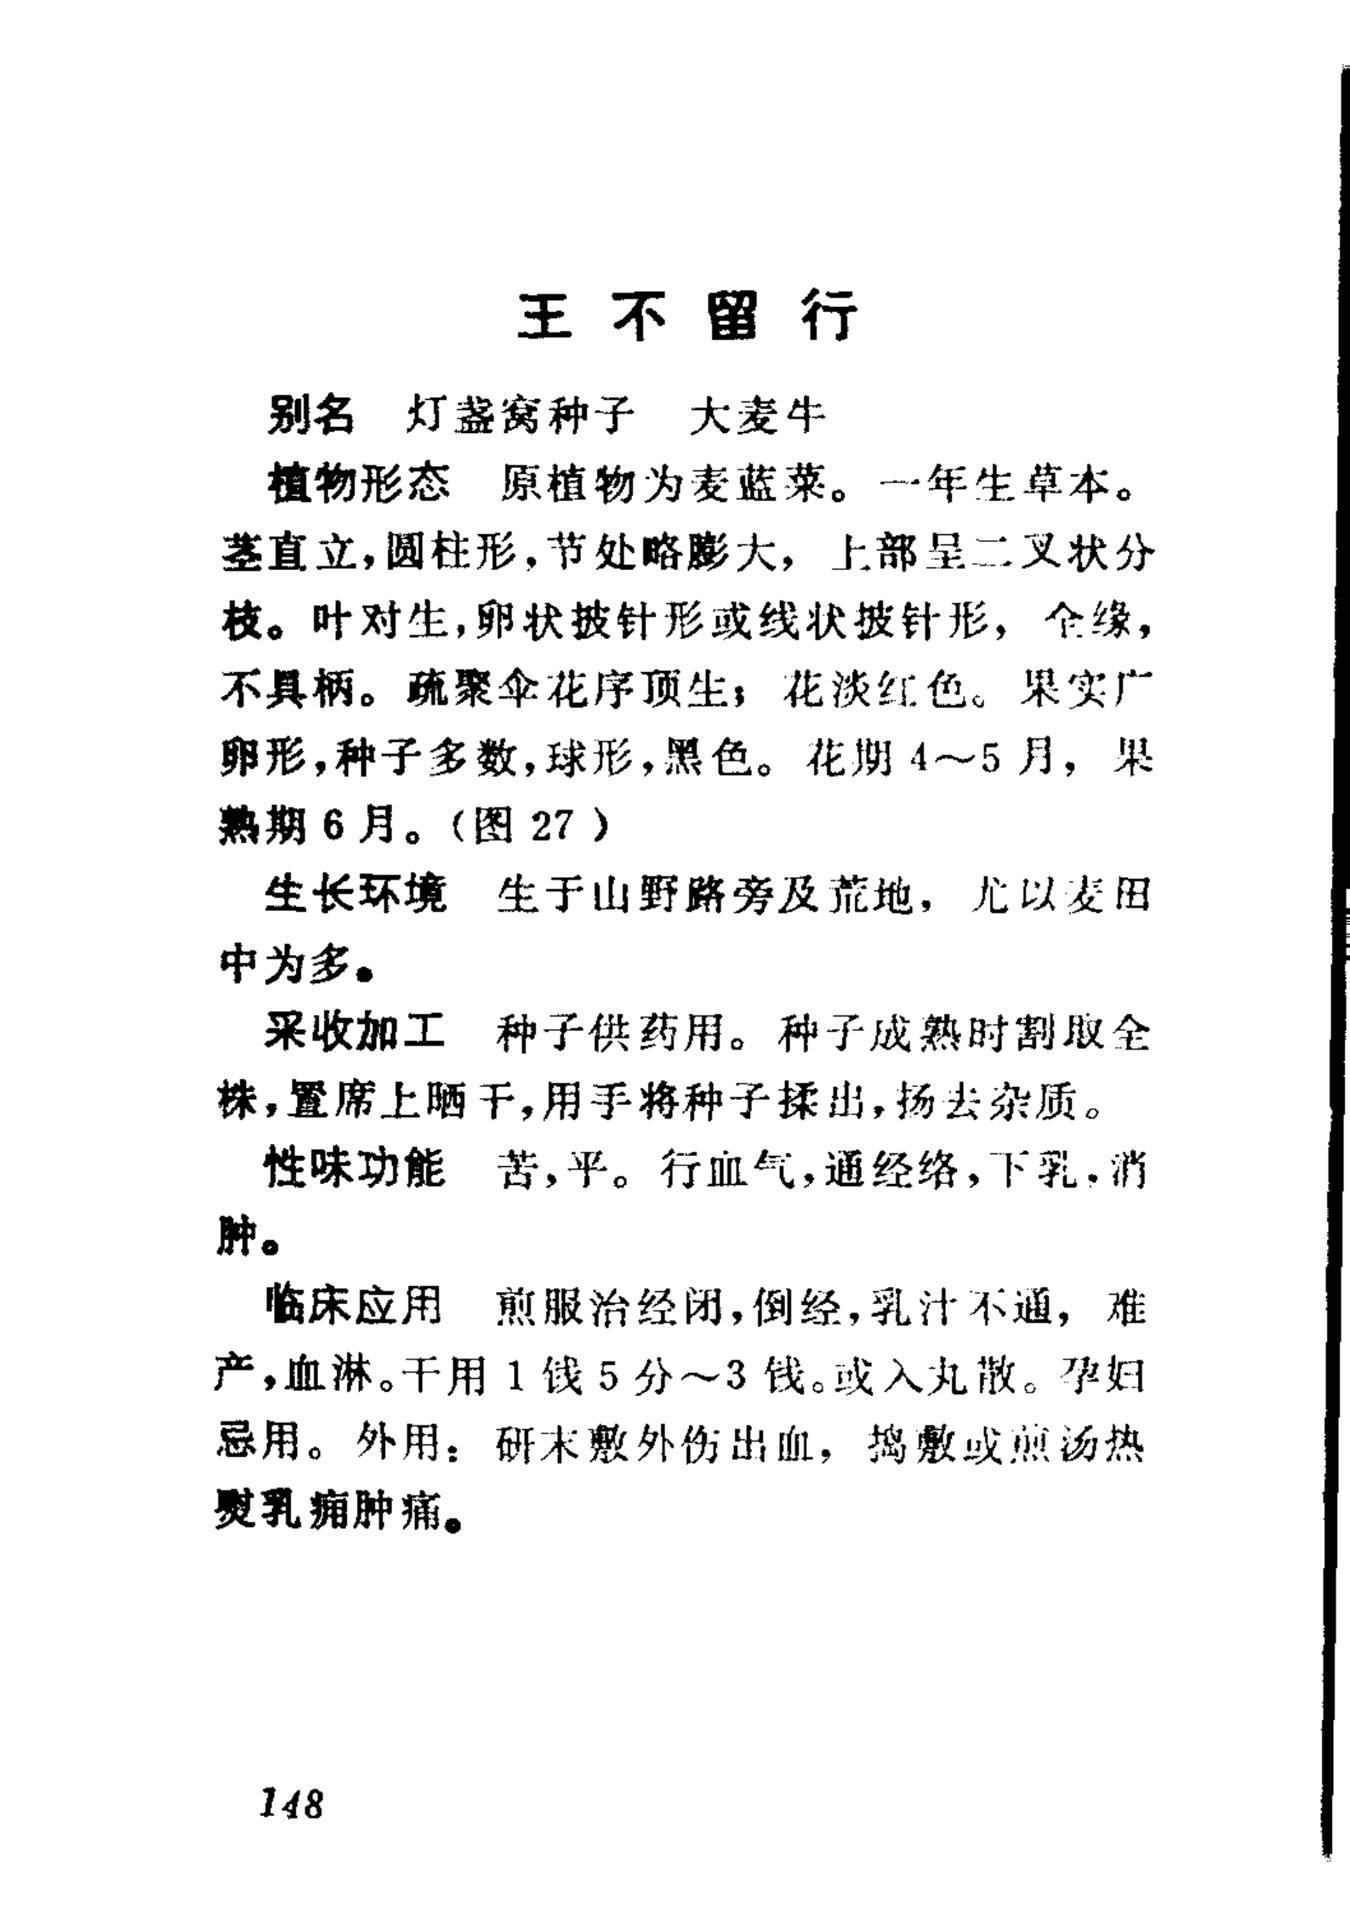 王不留行
别名　灯盏窝种子　大麦牛
植物形态　原植物为麦蓝菜。一年生草本。
茎直立，圆柱形，节处略膨大，上部呈二叉状分
枝。叶对生，卵状披针形或线状披针形，全缘，
不具柄。疏聚伞花序顶生；花淡红色。果实广
卵形，种子多数，球形，黑色。花期4～5月，果
熟期6月。（图27）
生长环境　生于山野路旁及荒地，尤以麦田
中为多。
采收加工　种子供药用。种子成熟时割取全
株，置席上晒干，用手将种子揉出，扬去杂质。
性味功能　苦，平。行血气，通经络，下乳，消
肿。
临床应用　煎服治经闭，倒经，乳汁不通，难
产，血淋。干用1钱5分～3钱。或入丸散。孕妇
忌用。外用：研末敷外伤出血，捣敷或煎汤热
熨乳痈肿痛。
148